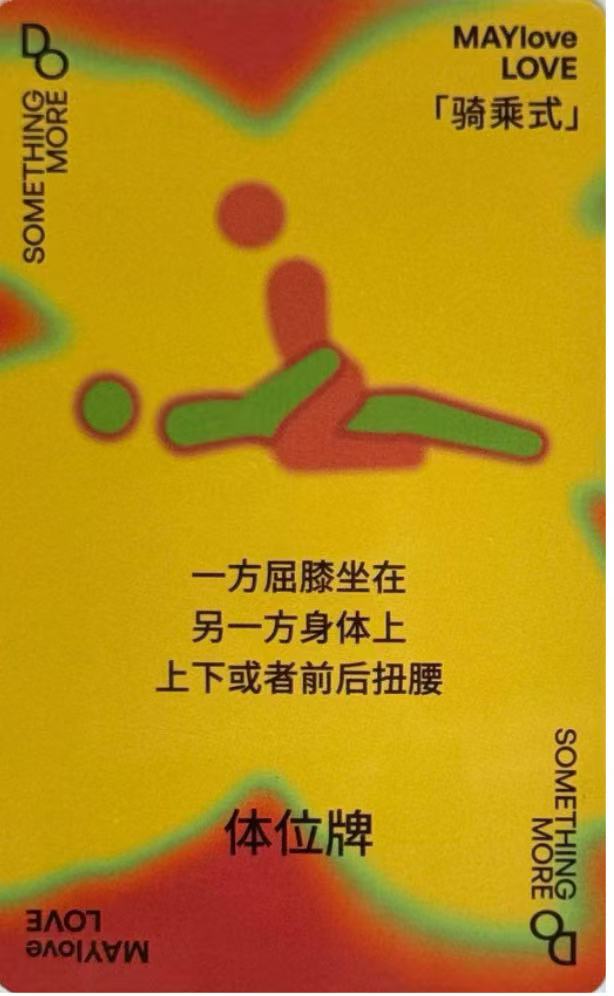 DO
SOMETHING
MORE
MAYlove
LOVE
「骑乘式」
一方屈膝坐在
另一方身体上
上下或者前后扭腰
体位牌
DO
SOMETHING
MORE
MAYlove
LOVE